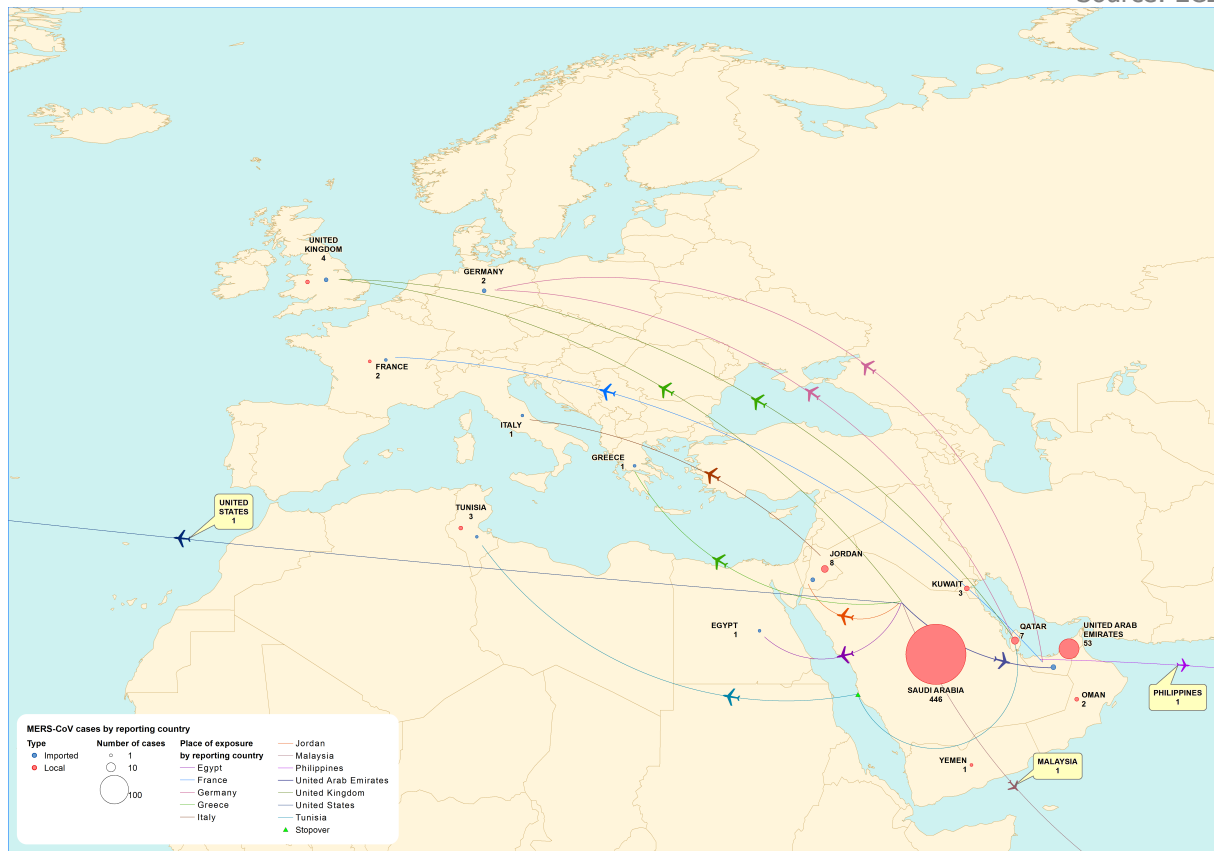 UNITED
KINGDOM
4
GERMANY
2
FRANCE
2
ITALY
1
GREECE
1
UNITED
STATES
1
TUNISIA
3
JORDAN
8
KUWAIT
3
EGYPT
1
QATAR
7
UNITED ARAB
EMIRATES
53
SAUDI ARABIA
446
OMAN
2
PHILIPPINES
1
YEMEN
1
MALAYSIA
1
MERS-CoV cases by reporting country
Type
Imported
Local
Number of cases
1
10
100
Place of exposure
by reporting country
Egypt
France
Germany
Greece
Italy
Jordan
Malaysia
Philippines
United Arab Emirates
United Kingdom
United States
Tunisia
Stopover